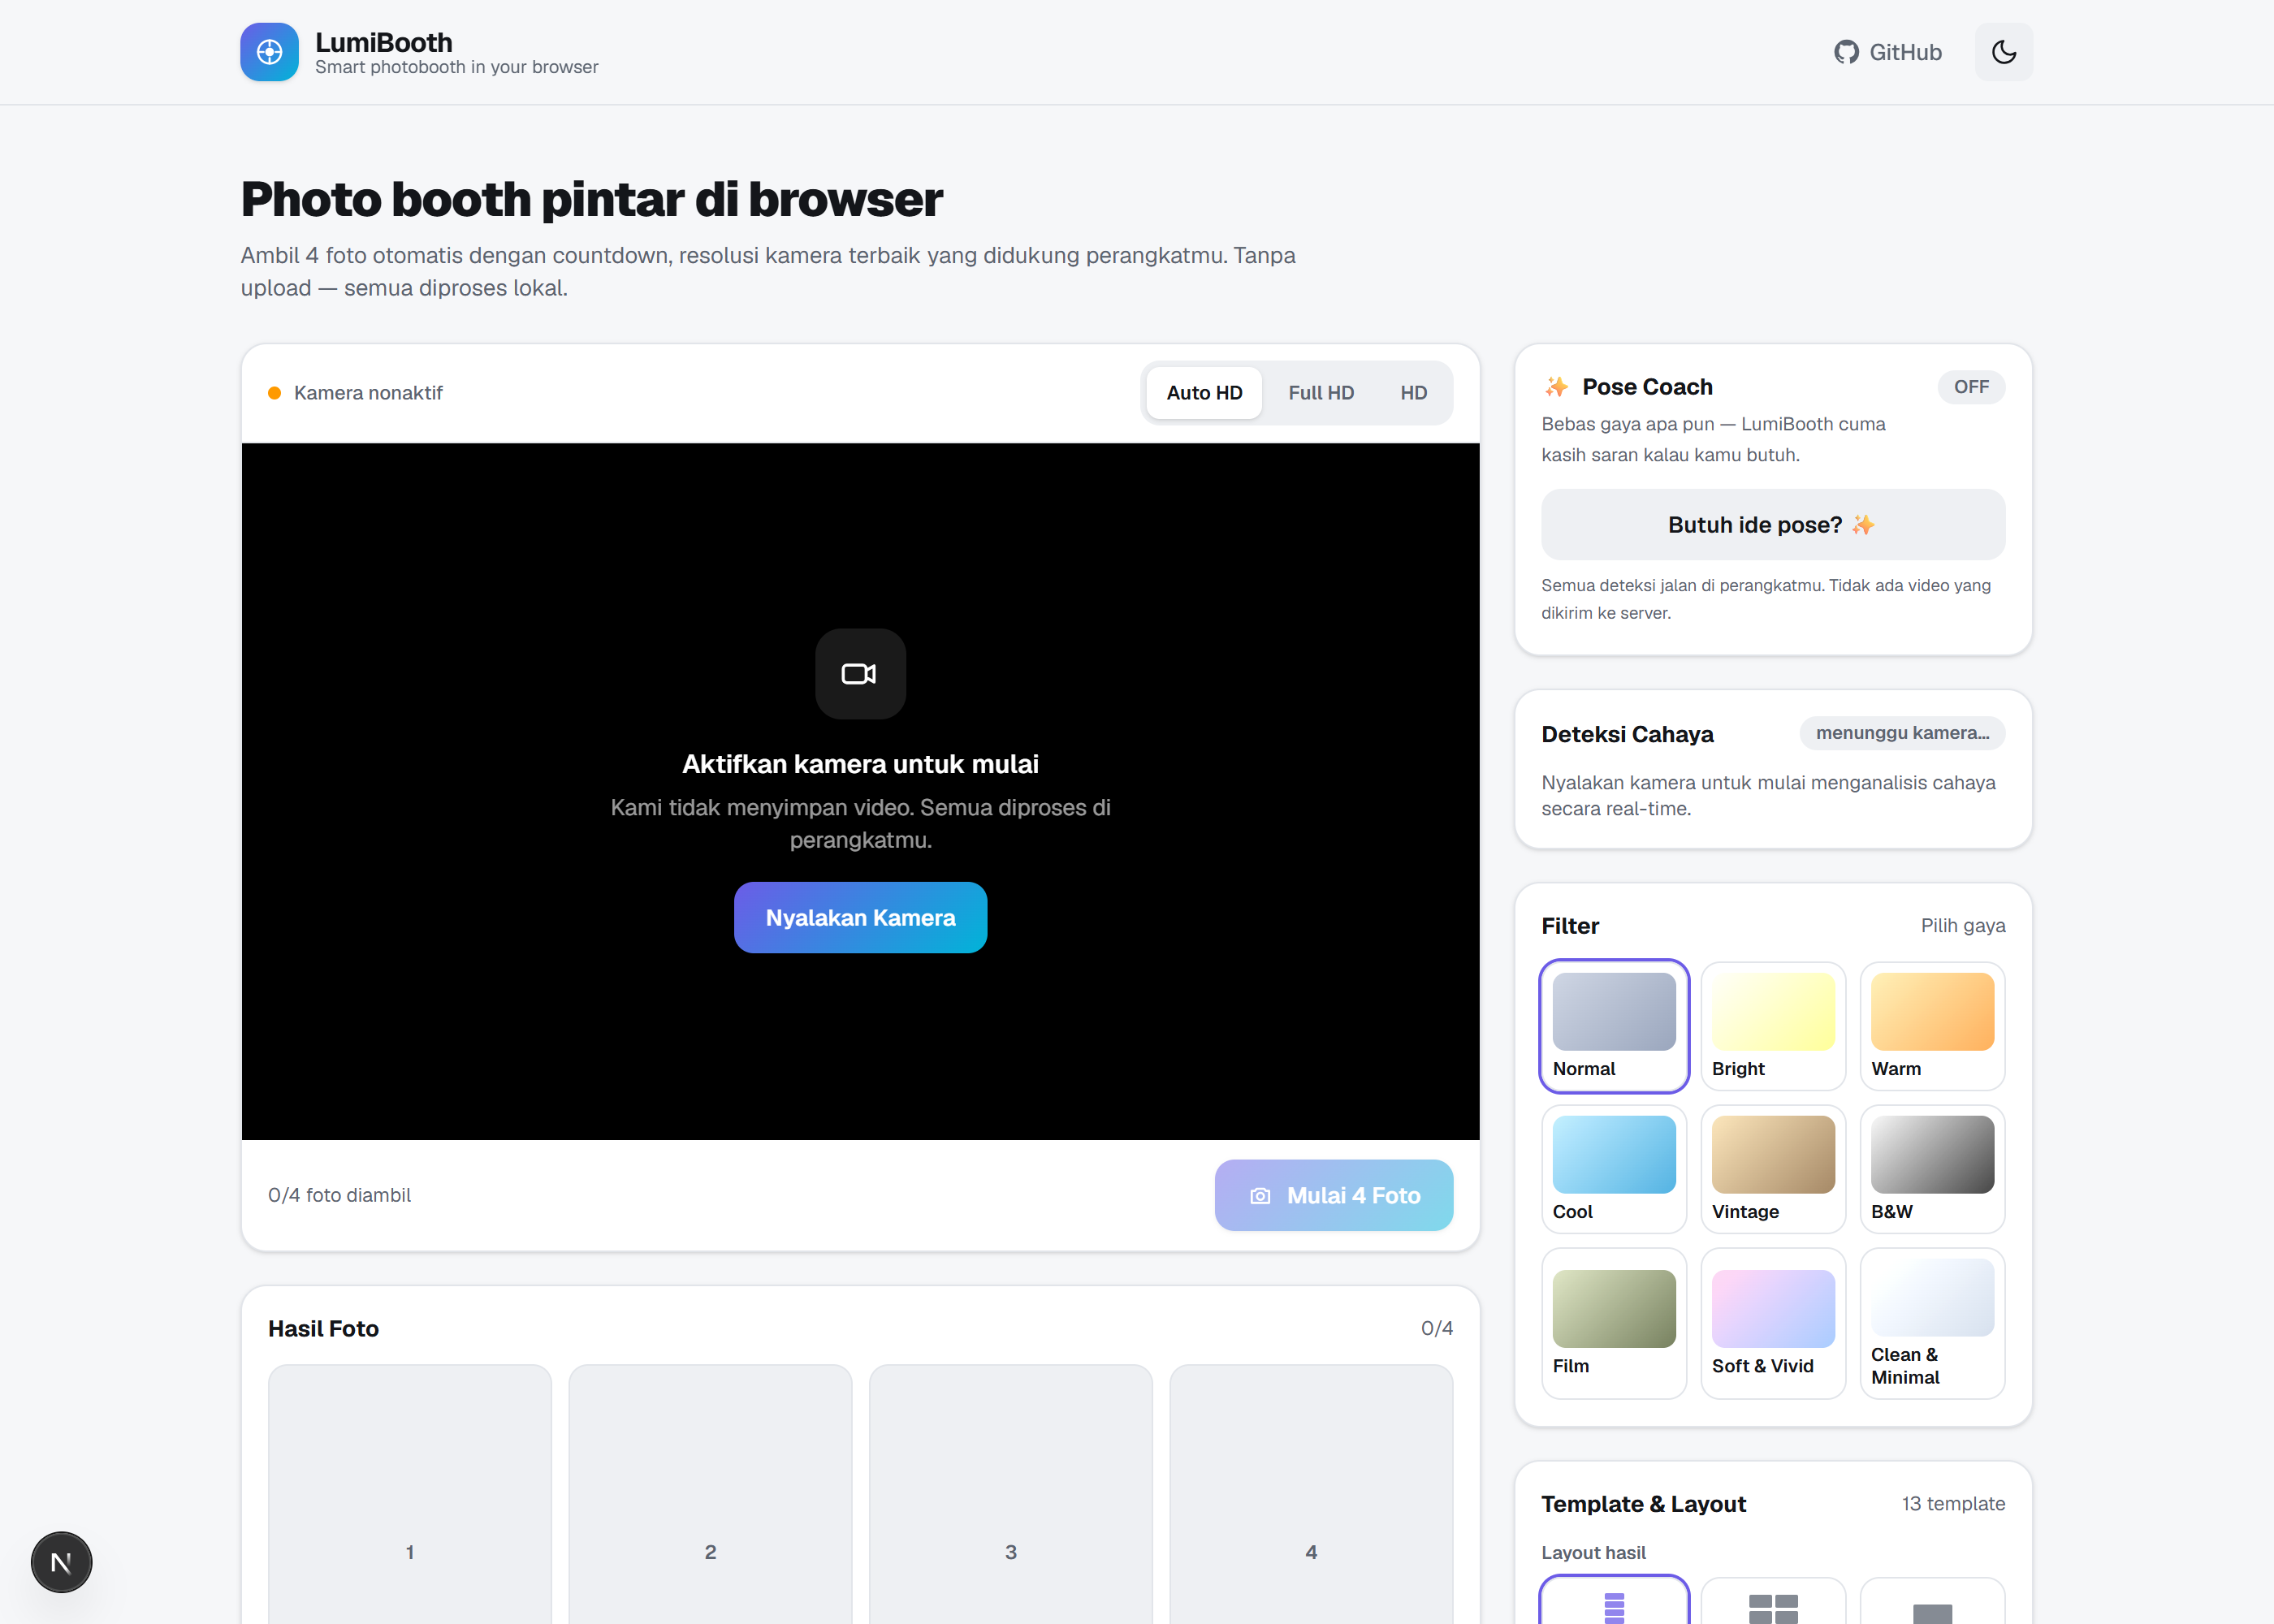 LumiBooth
Smart photobooth in your browser
GitHub
Photo booth pintar di browser
Ambil 4 foto otomatis dengan countdown, resolusi kamera terbaik yang didukung perangkatmu. Tanpa
upload — semua diproses lokal.
Kamera nonaktif
Auto HD
Full HD
HD
Aktifkan kamera untuk mulai
Kami tidak menyimpan video. Semua diproses di
perangkatmu.
Nyalakan Kamera
0/4 foto diambil
Mulai 4 Foto
Hasil Foto
0/4
1
2
3
4
✨ Pose Coach
OFF
Bebas gaya apa pun — LumiBooth cuma
kasih saran kalau kamu butuh.
Butuh ide pose? ✨
Semua deteksi jalan di perangkatmu. Tidak ada video yang
dikirim ke server.
Deteksi Cahaya
menunggu kamera...
Nyalakan kamera untuk mulai menganalisis cahaya
secara real-time.
Filter
Pilih gaya
Normal
Bright
Warm
Cool
Vintage
B&W
Film
Soft & Vivid
Clean &
Minimal
Template & Layout
13 template
Layout hasil
N